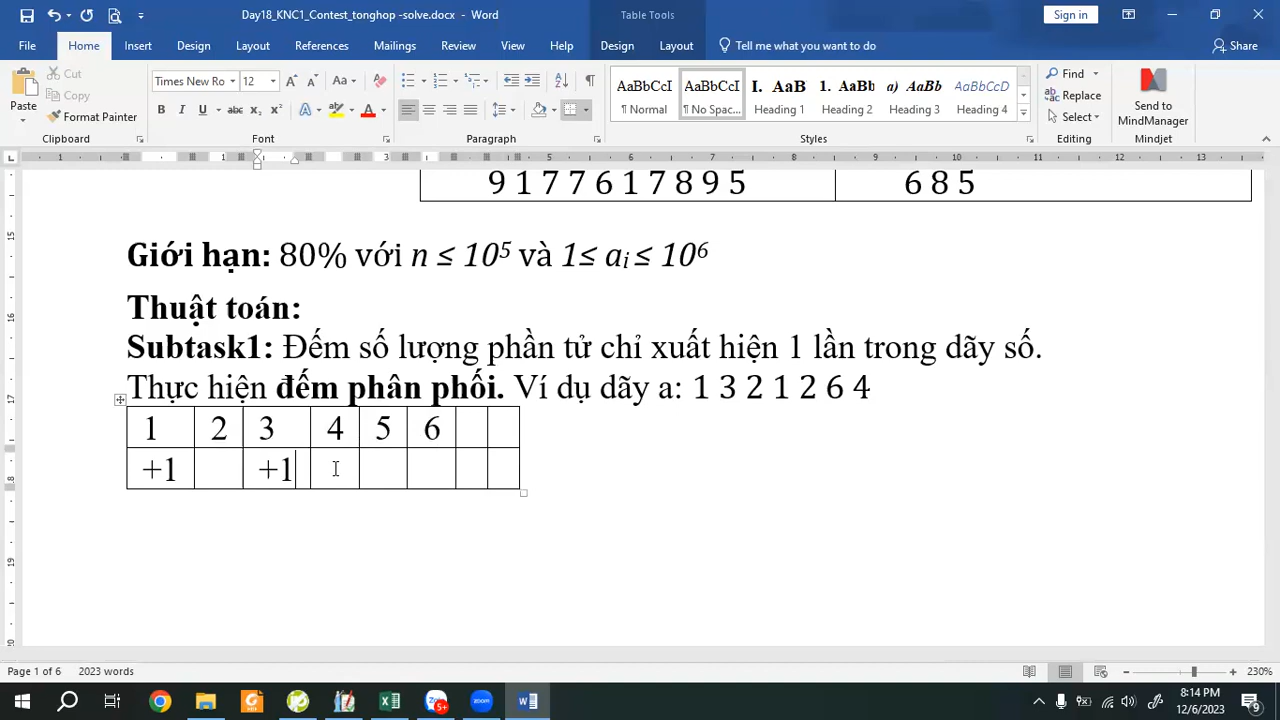 Day18_KNC1_Contest_tonghop -solve.docx - Word
Table Tools
Sign in
File Home Insert Design Layout References Mailings Review View Help Design Layout Tell me what you want to do Share
Paste
Cut
Copy
Format Painter
Clipboard
Times New Ro 12
Font
Paragraph
AaBbCcI AaBbCcI I. AaB 1. AaBb a) AaBb AaBbCcI
¶ Normal ¶ No Spac... Heading 1 Heading 2 Heading 3 Heading 4
Styles
Find
Replace
Select
Editing
Send to
MindManager
Mindjet
9 1 7 7 6 1 7 8 9 5 6 8 5
Giới hạn: 80% với n ≤ 10⁵ và 1≤ aᵢ ≤ 10⁶
Thuật toán:
Subtask1: Đếm số lượng phần tử chỉ xuất hiện 1 lần trong dãy số.
Thực hiện đếm phân phối. Ví dụ dãy a: 1 3 2 1 2 6 4
1 2 3 4 5 6
+1 +1
Page 1 of 6 2023 words 230%
8:14 PM
12/6/2023